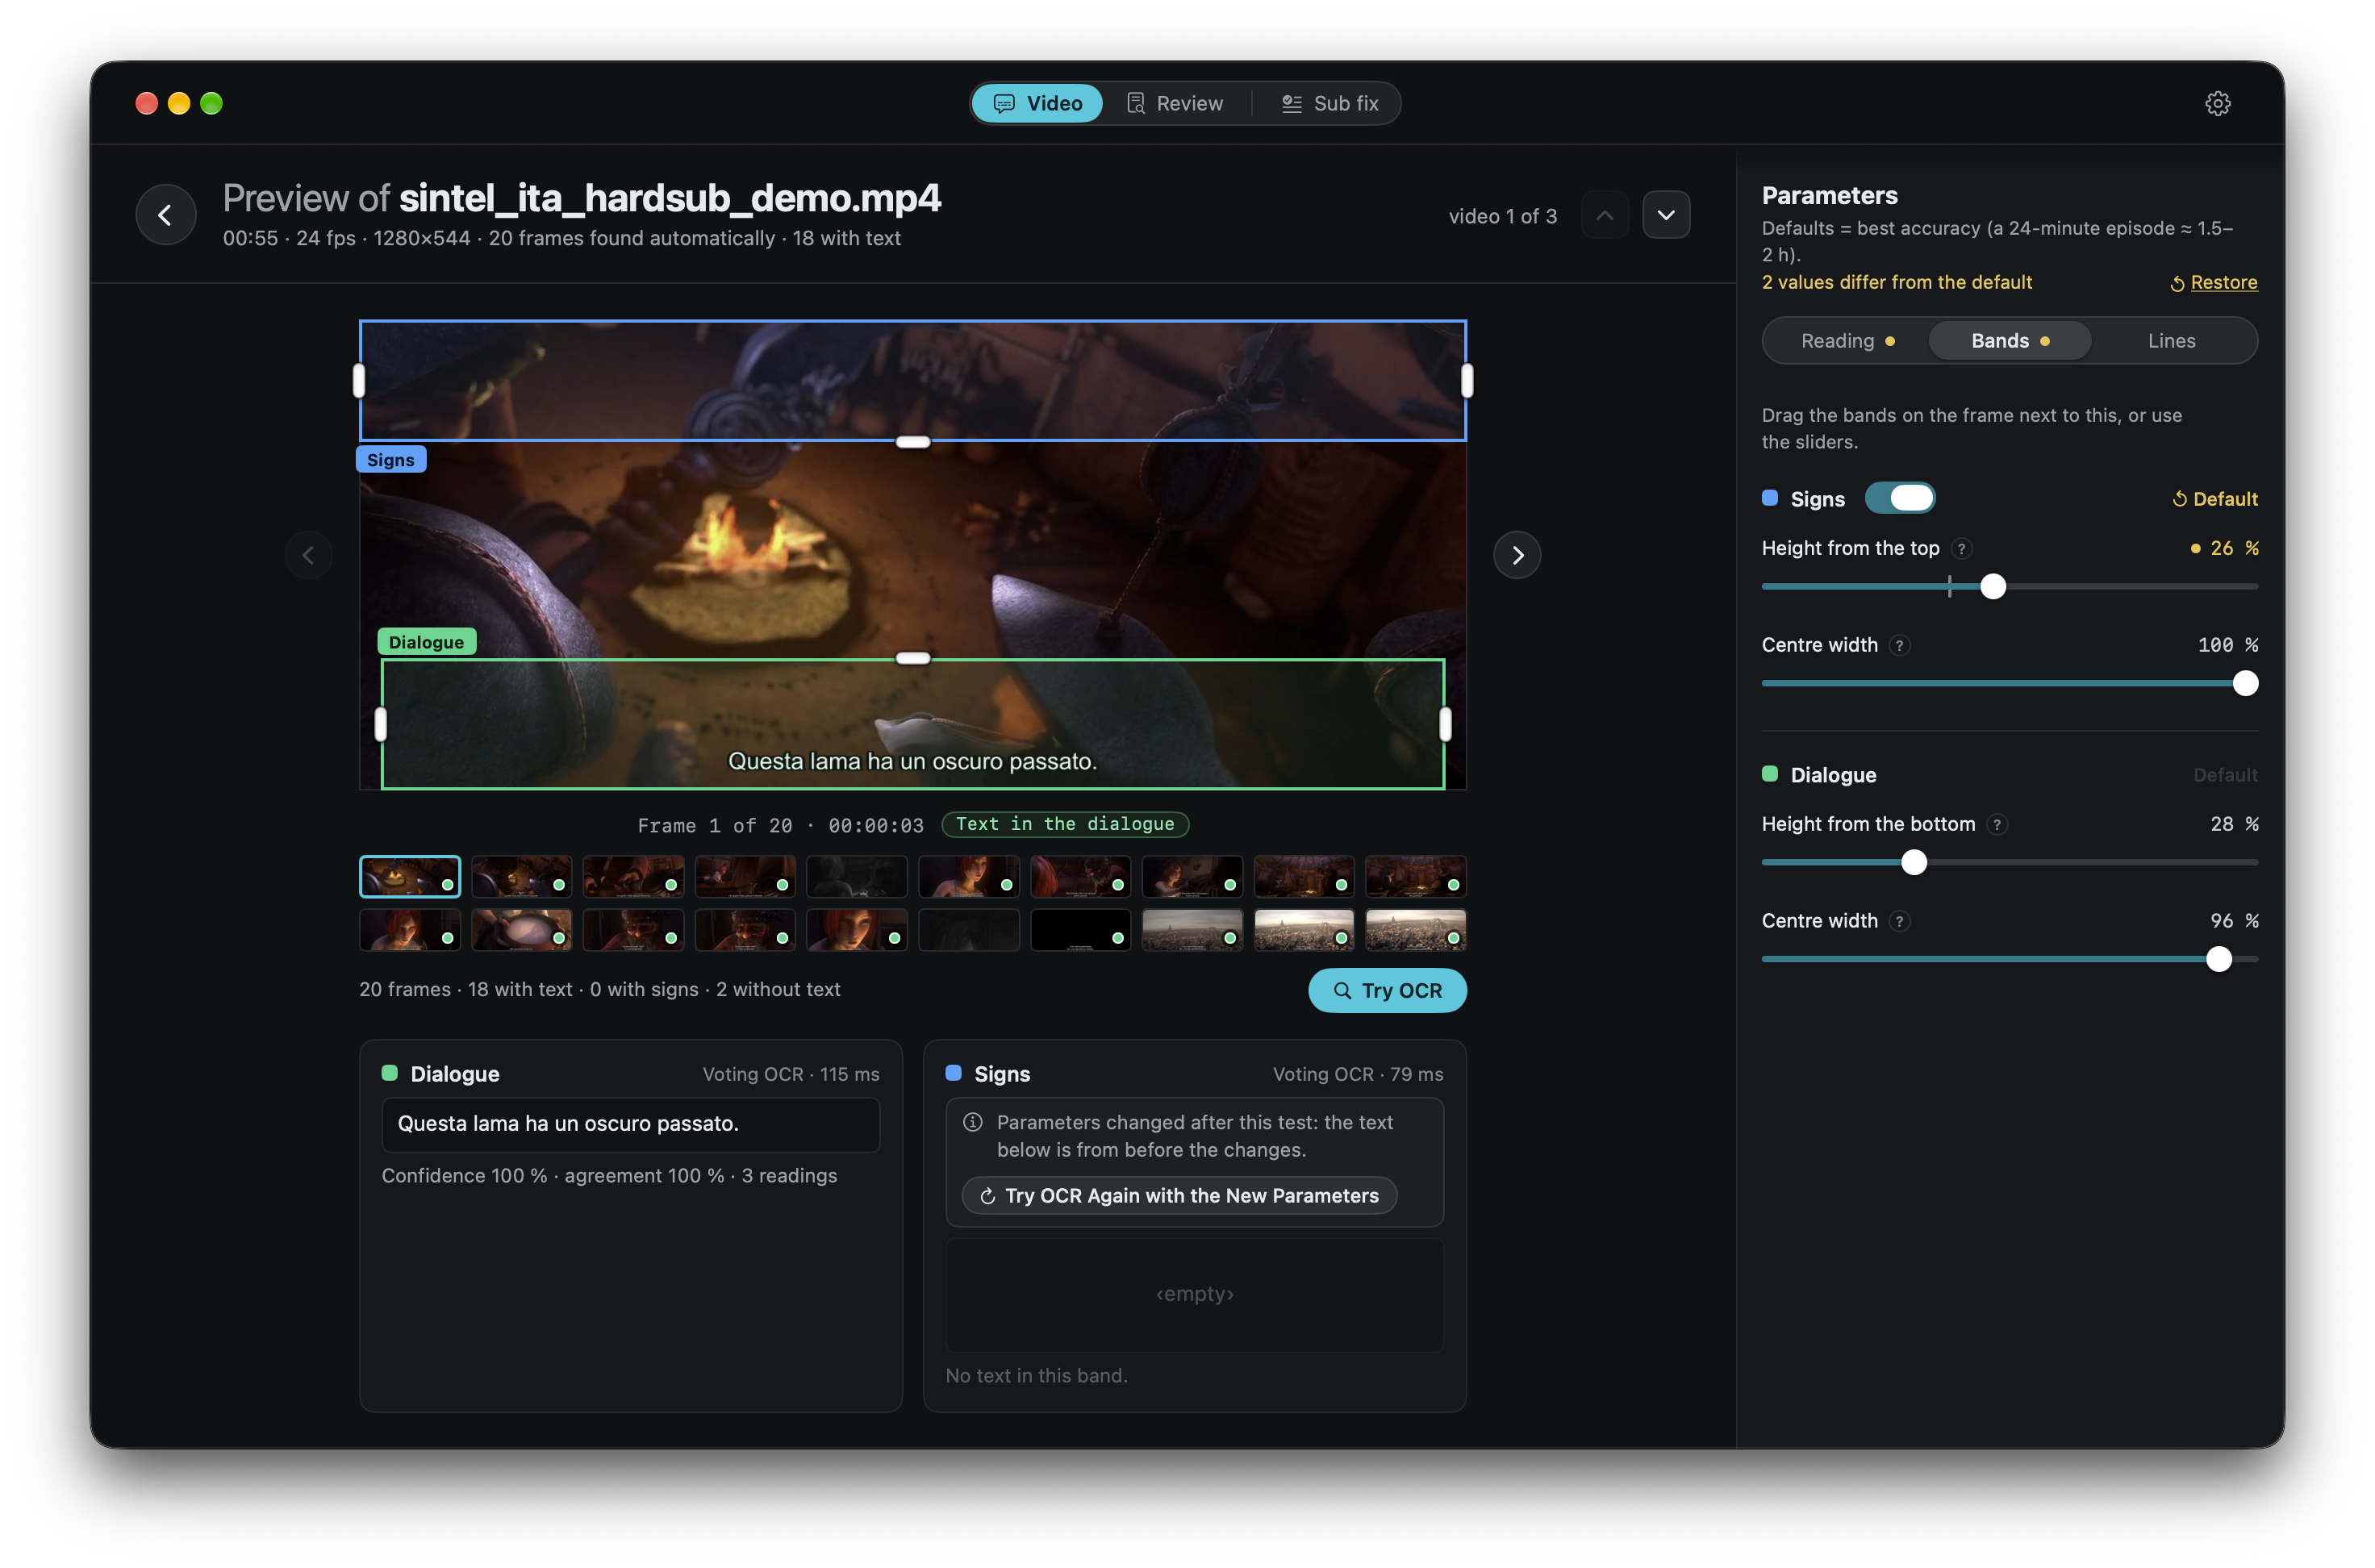 Video
Review
Sub fix
Preview of sintel_ita_hardsub_demo.mp4
00:55 · 24 fps · 1280×544 · 20 frames found automatically · 18 with text
video 1 of 3
Signs
Dialogue
Questa lama ha un oscuro passato.
Frame 1 of 20 · 00:00:03
Text in the dialogue
20 frames · 18 with text · 0 with signs · 2 without text
Try OCR
Dialogue
Voting OCR · 115 ms
Questa lama ha un oscuro passato.
Confidence 100 % · agreement 100 % · 3 readings
Signs
Voting OCR · 79 ms
Parameters changed after this test: the text
below is from before the changes.
Try OCR Again with the New Parameters
‹empty›
No text in this band.
Parameters
Defaults = best accuracy (a 24-minute episode ≈ 1.5–
2 h).
2 values differ from the default
Restore
Reading
Bands
Lines
Drag the bands on the frame next to this, or use
the sliders.
Signs
Default
Height from the top ?
26 %
Centre width ?
100 %
Dialogue
Default
Height from the bottom ?
28 %
Centre width ?
96 %